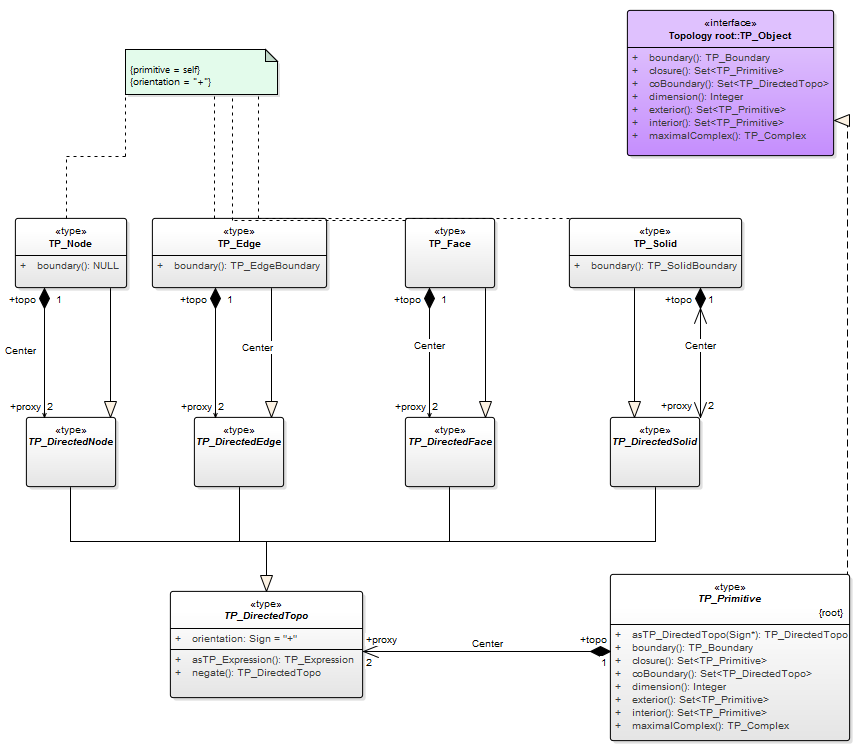 «interface»
Topology root::TP_Object
+ boundary(): TP_Boundary
+ closure(): Set<TP_Primitive>
+ coBoundary(): Set<TP_DirectedTopo>
+ dimension(): Integer
+ exterior(): Set<TP_Primitive>
+ interior(): Set<TP_Primitive>
+ maximalComplex(): TP_Complex
{primitive = self}
{orientation = "+"}
«type»
TP_Node
+ boundary(): NULL
«type»
TP_Edge
+ boundary(): TP_EdgeBoundary
«type»
TP_Face
«type»
TP_Solid
+ boundary(): TP_SolidBoundary
+topo 1
+topo 1
+topo 1
+topo 1
Center
Center
Center
Center
+proxy 2
+proxy 2
+proxy 2
+proxy 2
«type»
TP_DirectedNode
«type»
TP_DirectedEdge
«type»
TP_DirectedFace
«type»
TP_DirectedSolid
«type»
TP_DirectedTopo
+ orientation: Sign = "+"
+ asTP_Expression(): TP_Expression
+ negate(): TP_DirectedTopo
+proxy
2
Center
+topo
1
«type»
TP_Primitive
{root}
+ asTP_DirectedTopo(Sign*): TP_DirectedTopo
+ boundary(): TP_Boundary
+ closure(): Set<TP_Primitive>
+ coBoundary(): Set<TP_DirectedTopo>
+ dimension(): Integer
+ exterior(): Set<TP_Primitive>
+ interior(): Set<TP_Primitive>
+ maximalComplex(): TP_Complex